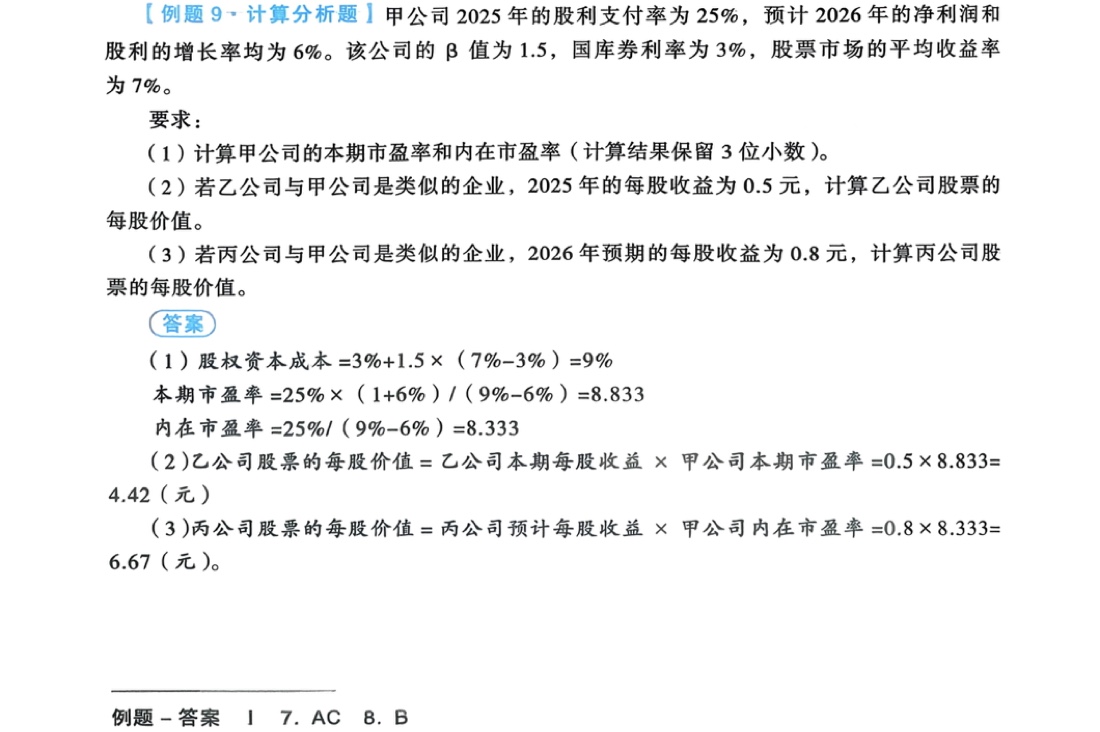 【例题9·计算分析题】甲公司2025年的股利支付率为25%，预计2026年的净利润和
股利的增长率均为6%。该公司的β值为1.5，国库券利率为3%，股票市场的平均收益率
为7%。
要求：
（1）计算甲公司的本期市盈率和内在市盈率（计算结果保留3位小数）。
（2）若乙公司与甲公司是类似的企业，2025年的每股收益为0.5元，计算乙公司股票的
每股价值。
（3）若丙公司与甲公司是类似的企业，2026年预期的每股收益为0.8元，计算丙公司股
票的每股价值。
答案
（1）股权资本成本=3%+1.5×（7%-3%）=9%
本期市盈率=25%×（1+6%）/（9%-6%）=8.833
内在市盈率=25%/（9%-6%）=8.333
（2）乙公司股票的每股价值=乙公司本期每股收益×甲公司本期市盈率=0.5×8.833=
4.42（元）
（3）丙公司股票的每股价值=丙公司预计每股收益×甲公司内在市盈率=0.8×8.333=
6.67（元）。
例题-答案 | 7. AC 8. B